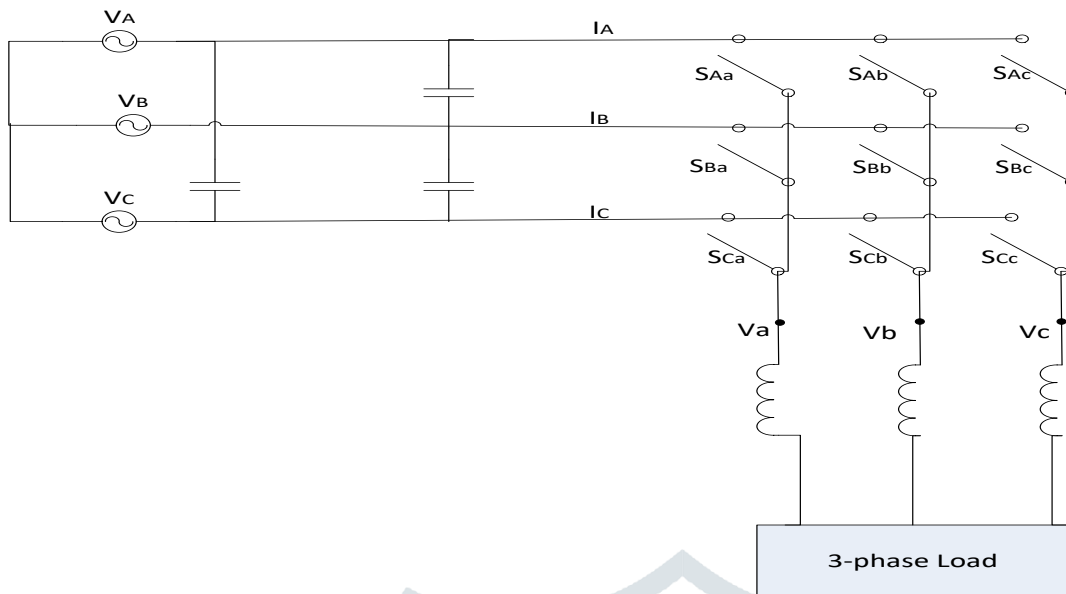 VA
IA
SAa
SAb
SAc
VB
IB
SBa
SBb
SBc
VC
IC
SCa
SCb
SCc
Va
Vb
Vc
3-phase Load